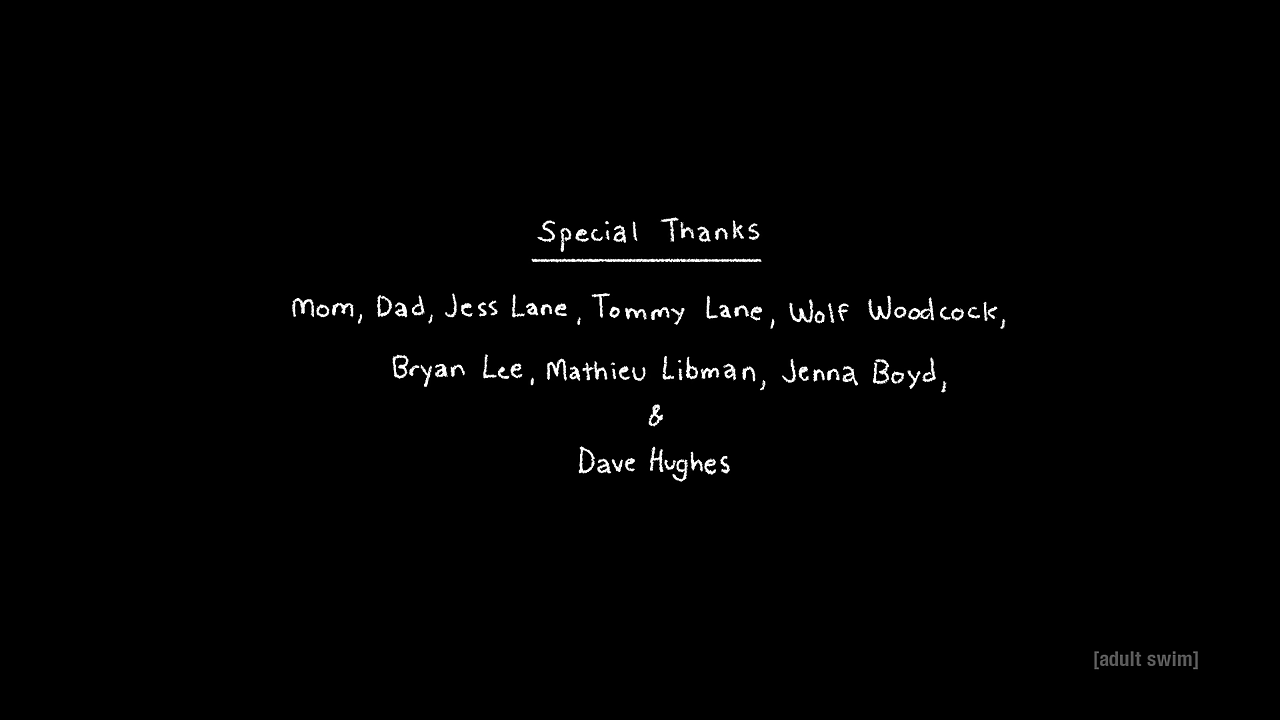 Special Thanks
Mom, Dad, Jess Lane, Tommy Lane, Wolf Woodcock,
Bryan Lee, Mathieu Libman, Jenna Boyd,
&
Dave Hughes
[adult swim]